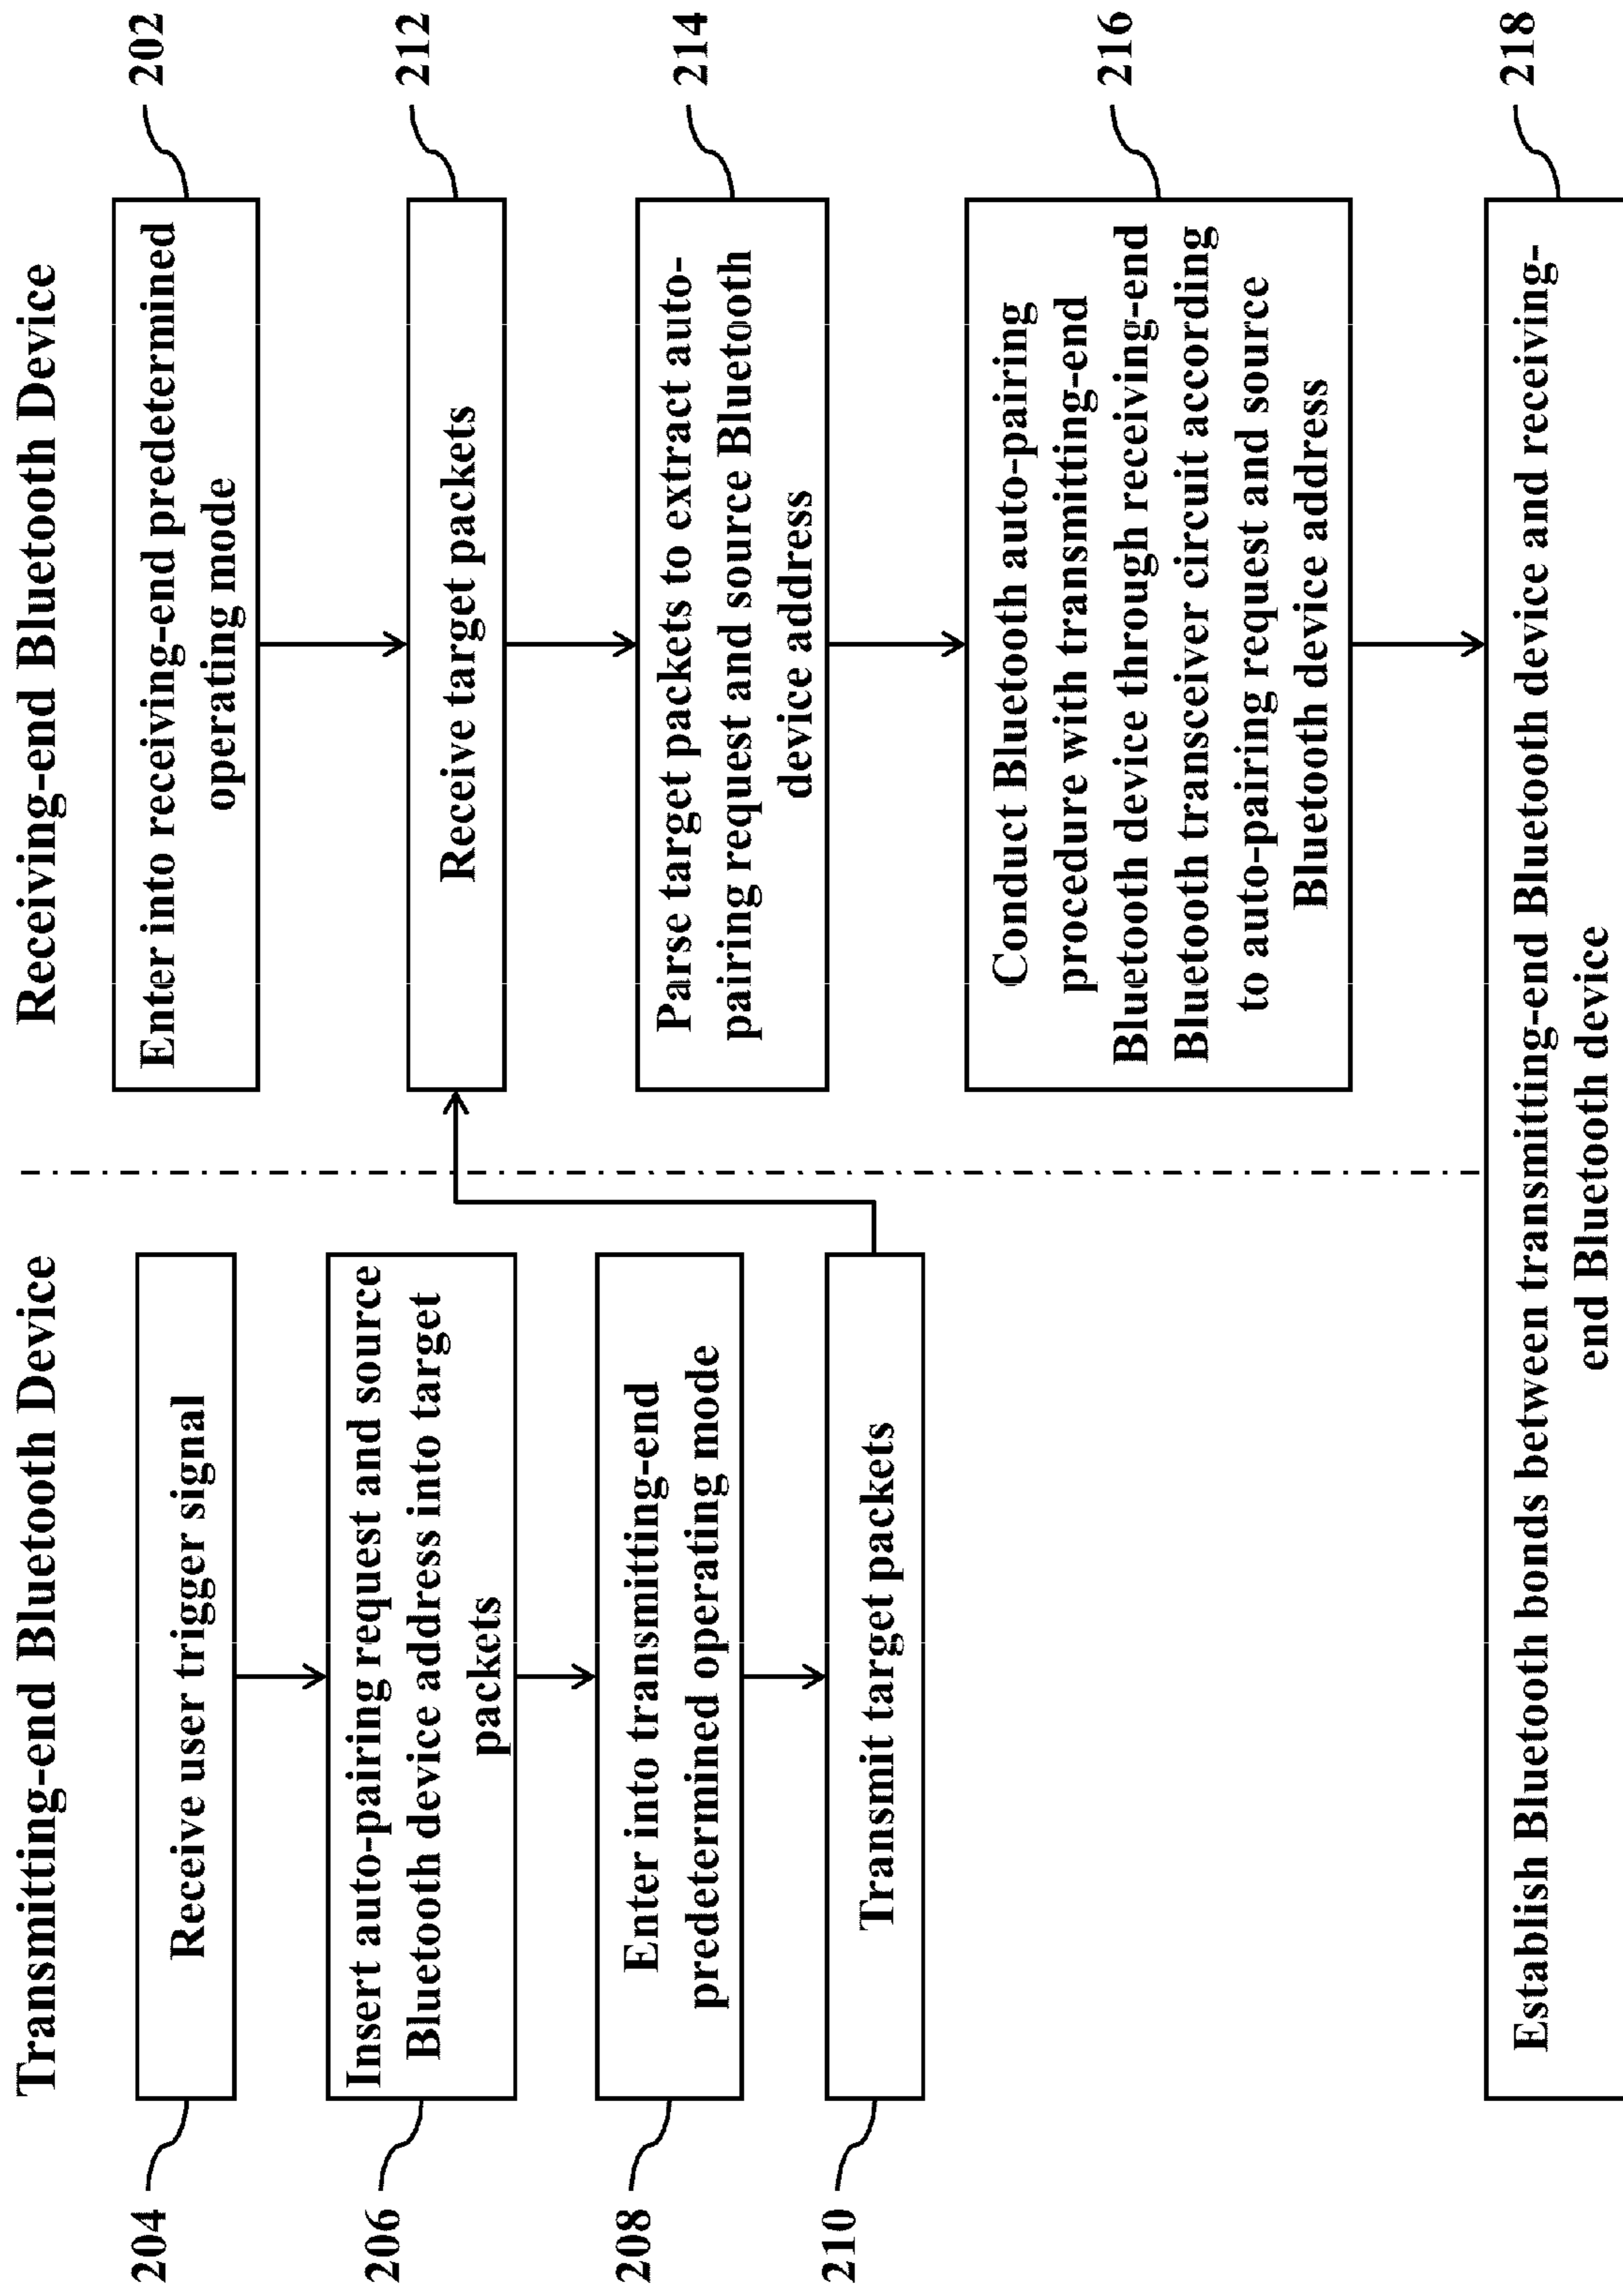 Transmitting-end Bluetooth Device
204
Receive user trigger signal
206
Insert auto-pairing request and source
Bluetooth device address into target
packets
208
Enter into transmitting-end
predetermined operating mode
210
Transmit target packets
Receiving-end Bluetooth Device
202
Enter into receiving-end predetermined
operating mode
212
Receive target packets
214
Parse target packets to extract auto-
pairing request and source Bluetooth
device address
216
Conduct Bluetooth auto-pairing
procedure with transmitting-end
Bluetooth device through receiving-end
Bluetooth transceiver circuit according
to auto-pairing request and source
Bluetooth device address
218
Establish Bluetooth bonds between transmitting-end Bluetooth device and receiving-
end Bluetooth device